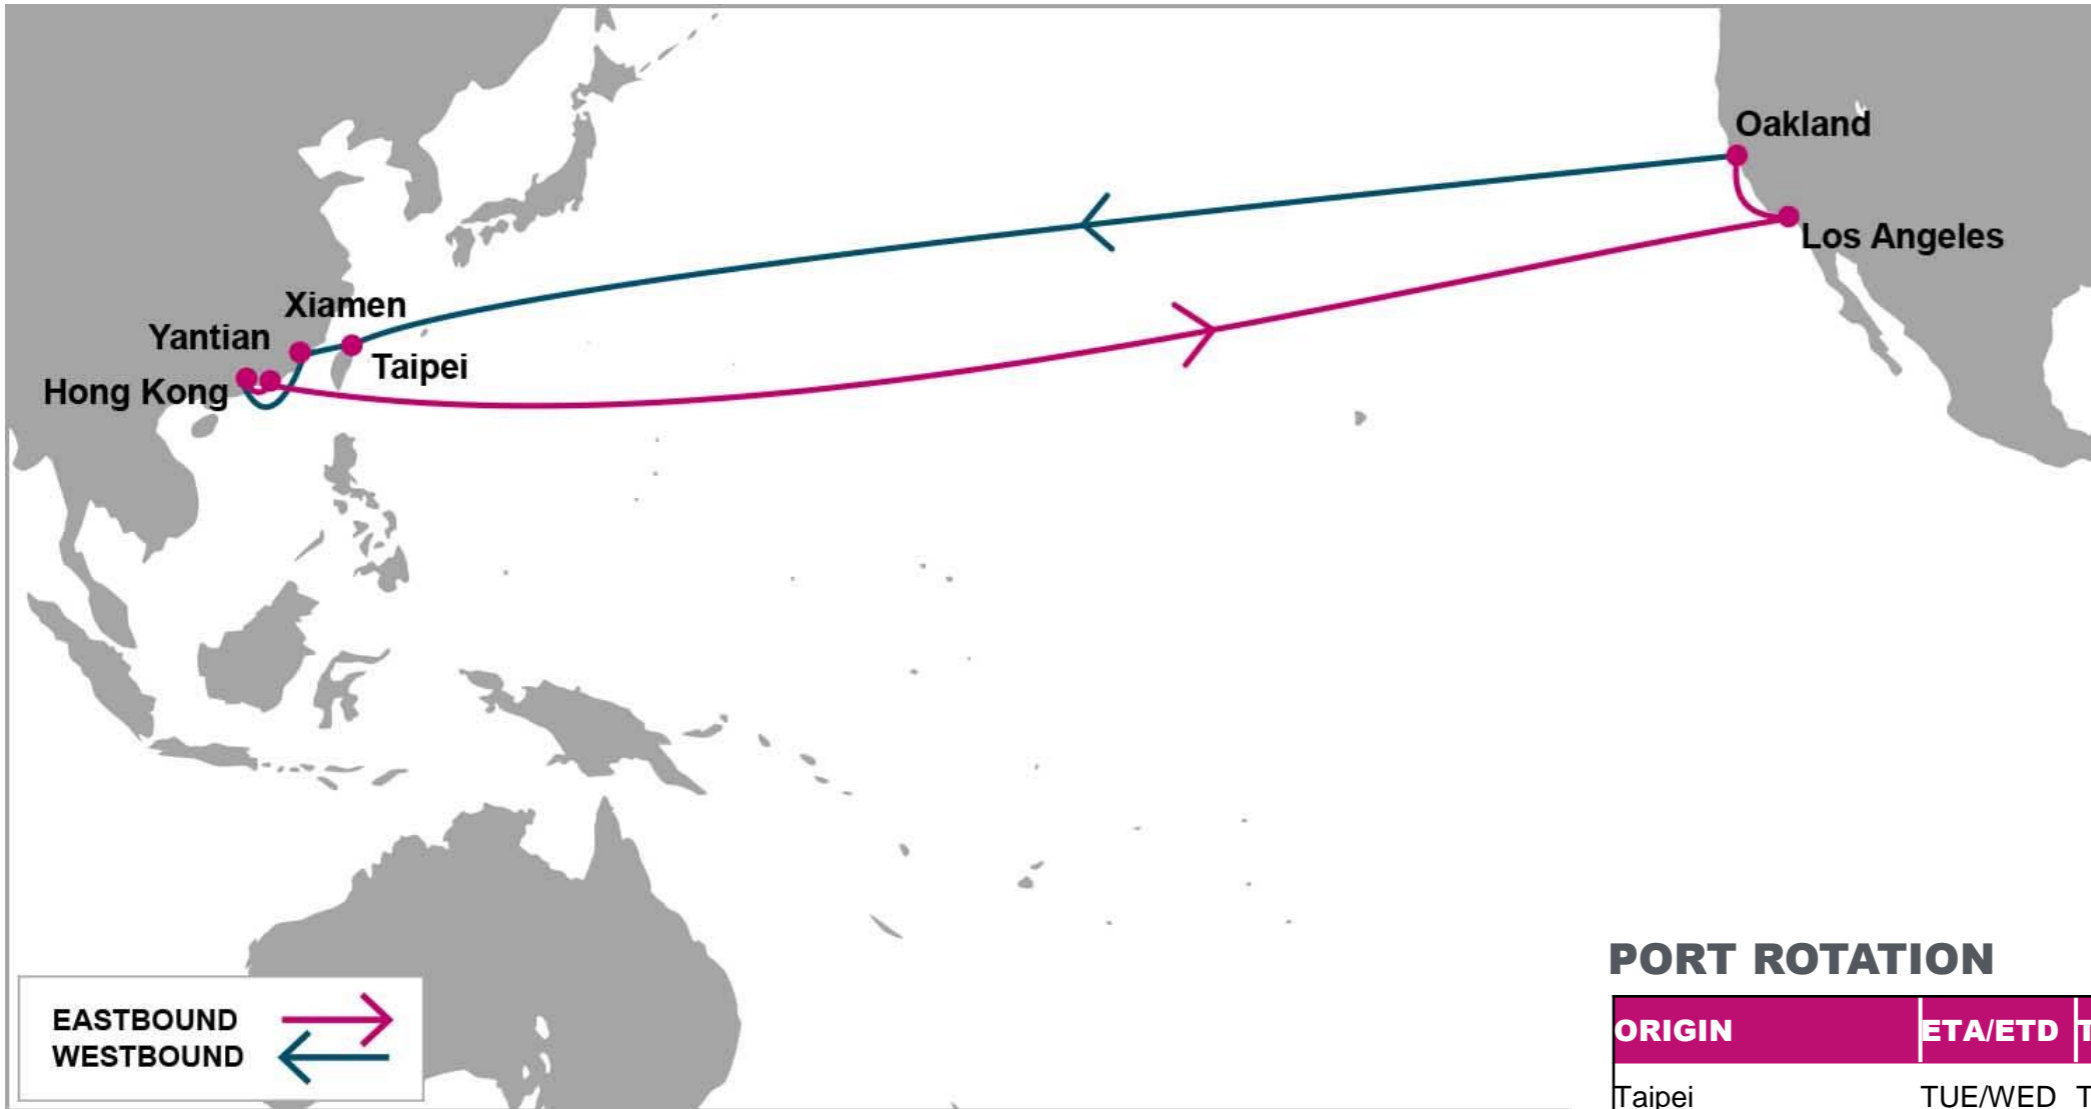 Oakland
Los Angeles
Xiamen
Yantian
Taipei
Hong Kong
EASTBOUND
WESTBOUND
PORT ROTATION
ORIGIN ETA/ETD T
Taipei TUE/WED T